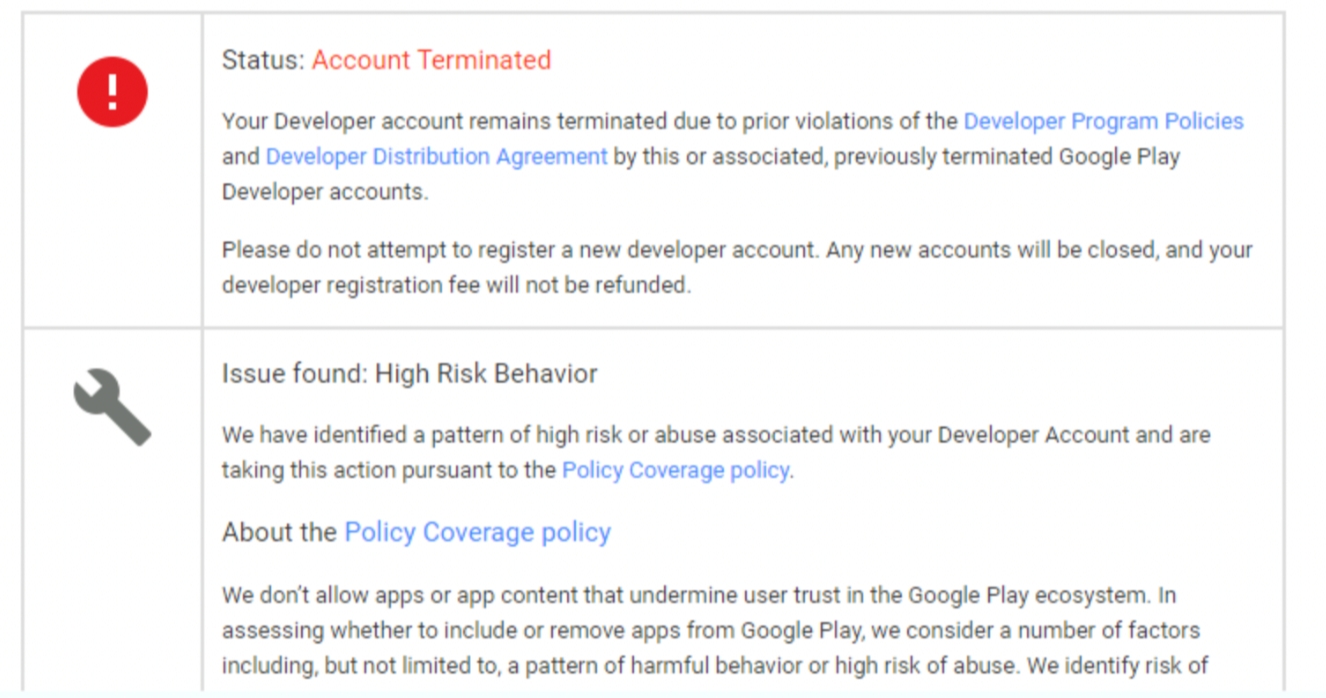 Status: Account Terminated
Your Developer account remains terminated due to prior violations of the Developer Program Policies
and Developer Distribution Agreement by this or associated, previously terminated Google Play
Developer accounts.
Please do not attempt to register a new developer account. Any new accounts will be closed, and your
developer registration fee will not be refunded.
Issue found: High Risk Behavior
We have identified a pattern of high risk or abuse associated with your Developer Account and are
taking this action pursuant to the Policy Coverage policy.
About the Policy Coverage policy
We don't allow apps or app content that undermine user trust in the Google Play ecosystem. In
assessing whether to include or remove apps from Google Play, we consider a number of factors
including, but not limited to, a pattern of harmful behavior or high risk of abuse. We identify risk of